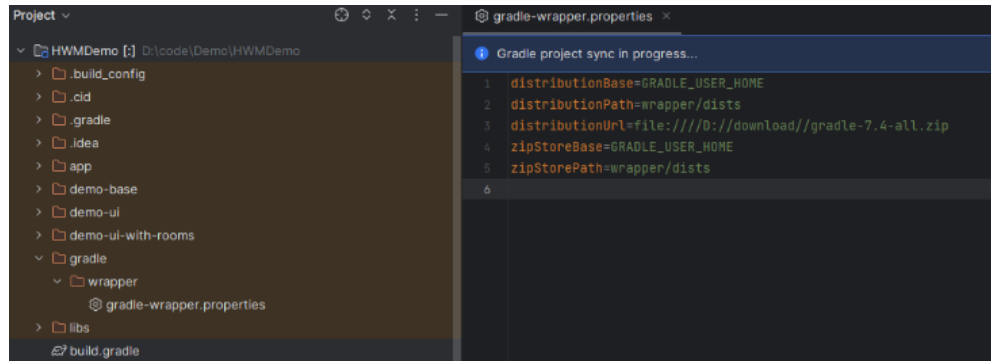 Project
HWMDemo [:] D:\code\Demo\HWMDemo
.build_config
.cid
.gradle
.idea
app
demo-base
demo-ui
demo-ui-with-rooms
gradle
wrapper
gradle-wrapper.properties
libs
build.gradle
gradle-wrapper.properties
Gradle project sync in progress...
1 distributionBase=GRADLE_USER_HOME
2 distributionPath=wrapper/dists
3 distributionUrl=file:////D://download//gradle-7.4-all.zip
4 zipStoreBase=GRADLE_USER_HOME
5 zipStorePath=wrapper/dists
6